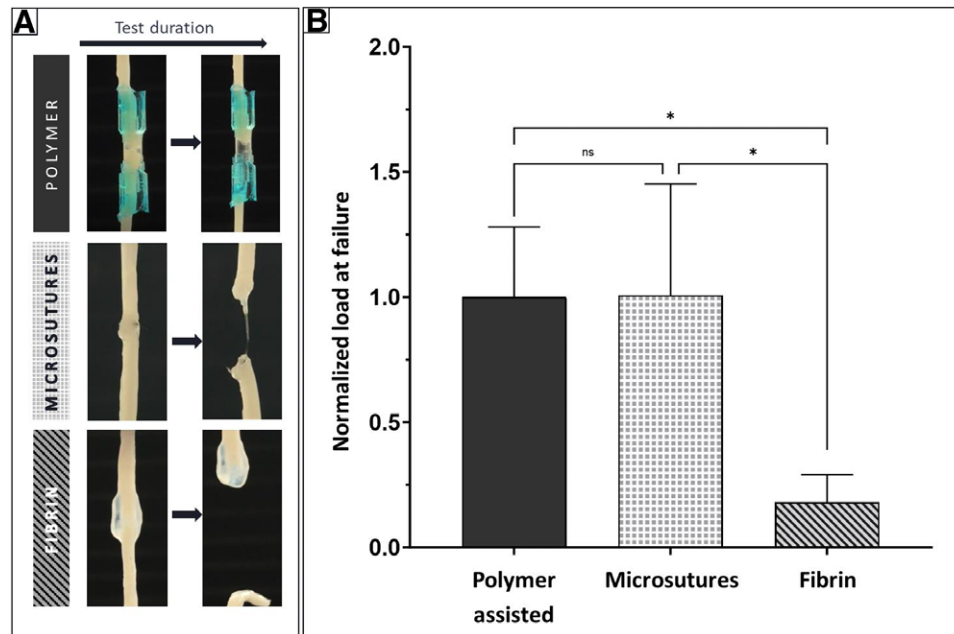 A
Test duration
POLYMER
MICROSUTURES
FIBRIN
B
Normalized load at failure
2.0
1.5
1.0
0.5
0.0
*
ns
*
Polymer
assisted
Microsutures
Fibrin